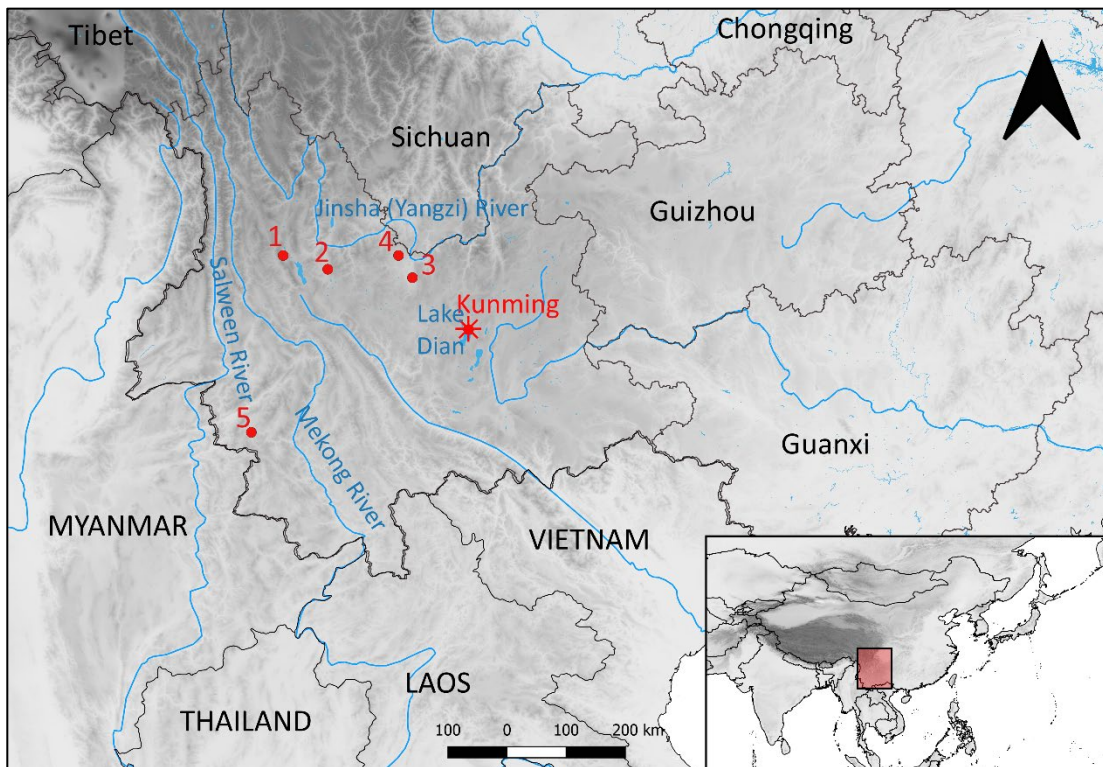 Tibet
Chongqing
Sichuan
Guizhou
Jinsha (Yangzi) River
1
2
4
3
Salween River
Kunming
Lake
Dian
5
Mekong River
Guanxi
MYANMAR
VIETNAM
LAOS
THAILAND
100 0 100 200 km